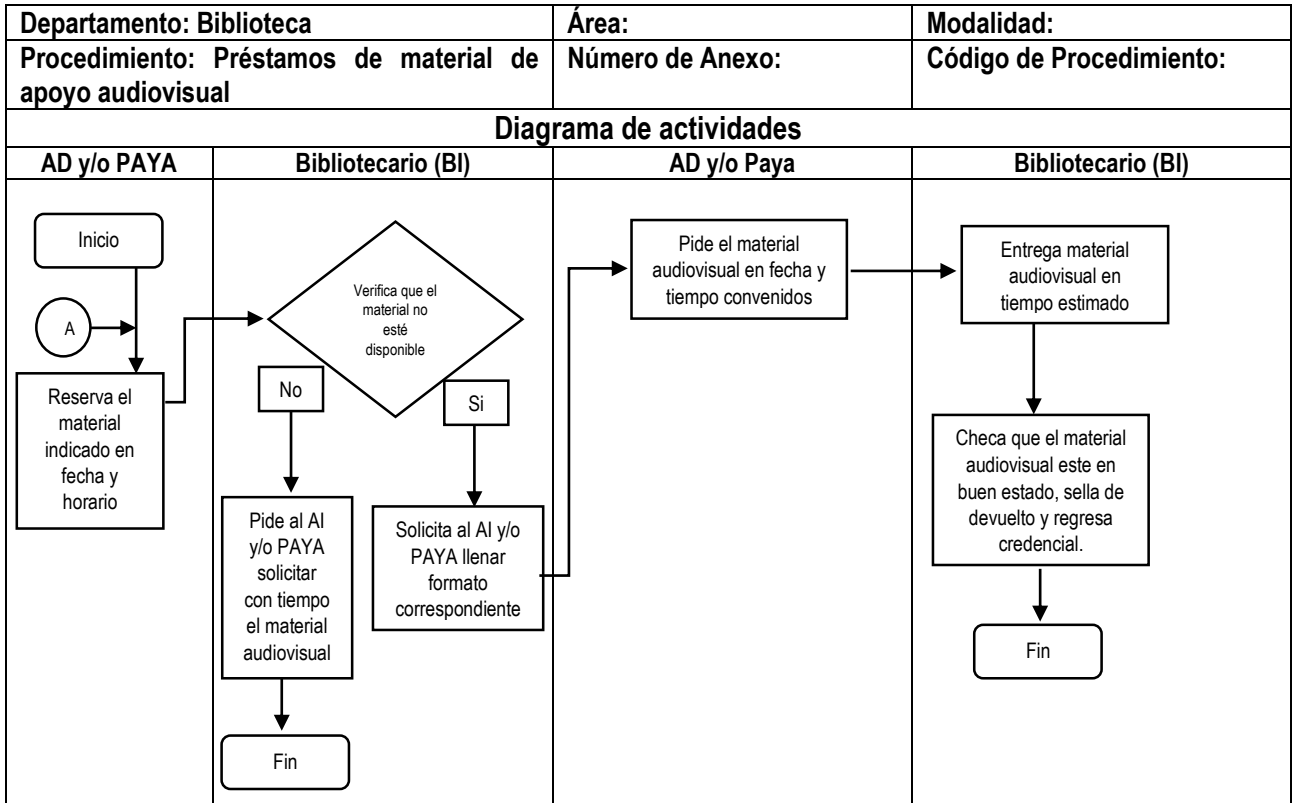 Departamento: Biblioteca
Área:
Modalidad:
Procedimiento: Préstamos de material de
apoyo audiovisual
Número de Anexo:
Código de Procedimiento:
Diagrama de actividades
AD y/o PAYA
Bibliotecario (BI)
AD y/o Paya
Bibliotecario (BI)
Inicio
A
Reserva el
material
indicado en
fecha y
horario
Verifica que el
material no
esté
disponible
No
Si
Pide al AI
y/o PAYA
solicitar
con tiempo
el material
audiovisual
Fin
Solicita al AI y/o
PAYA llenar
formato
correspondiente
Pide el material
audiovisual en fecha y
tiempo convenidos
Entrega material
audiovisual en
tiempo estimado
Checa que el material
audiovisual este en
buen estado, sella de
devuelto y regresa
credencial.
Fin